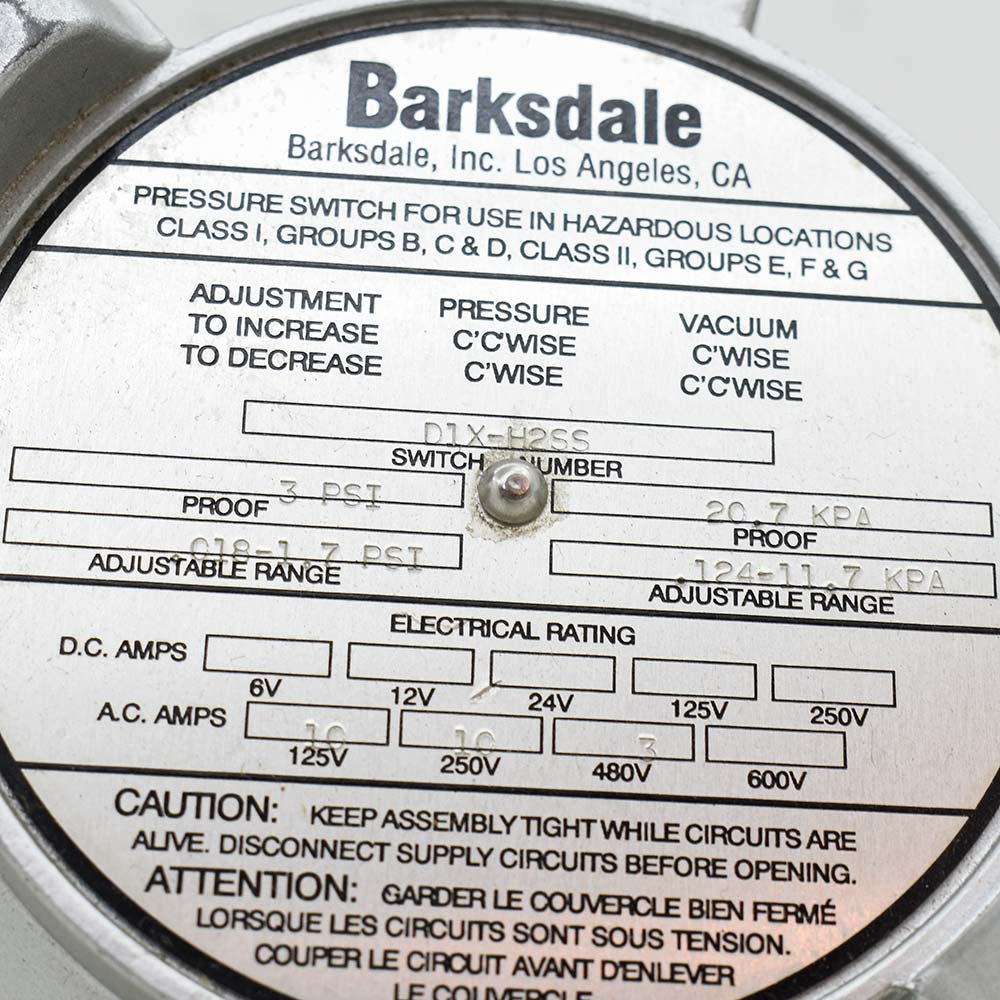 Barksdale
Barksdale, Inc. Los Angeles, CA
PRESSURE SWITCH FOR USE IN HAZARDOUS LOCATIONS
CLASS I, GROUPS B, C & D, CLASS II, GROUPS E, F & G
ADJUSTMENT PRESSURE VACUUM
TO INCREASE C'C'WISE C'WISE
TO DECREASE C'WISE C'C'WISE
D1X-H2SS
SWITCH NUMBER
3 PSI 20.7 KPA
PROOF PROOF
.018-1.7 PSI .124-11.7 KPA
ADJUSTABLE RANGE ADJUSTABLE RANGE
ELECTRICAL RATING
D.C. AMPS
6V 12V 24V 125V 250V
A.C. AMPS 10 10 3
125V 250V 480V 600V
CAUTION: KEEP ASSEMBLY TIGHT WHILE CIRCUITS ARE
ALIVE. DISCONNECT SUPPLY CIRCUITS BEFORE OPENING.
ATTENTION: GARDER LE COUVERCLE BIEN FERMÉ
LORSQUE LES CIRCUITS SONT SOUS TENSION.
COUPER LE CIRCUIT AVANT D'ENLEVER
LE COUVERCLE